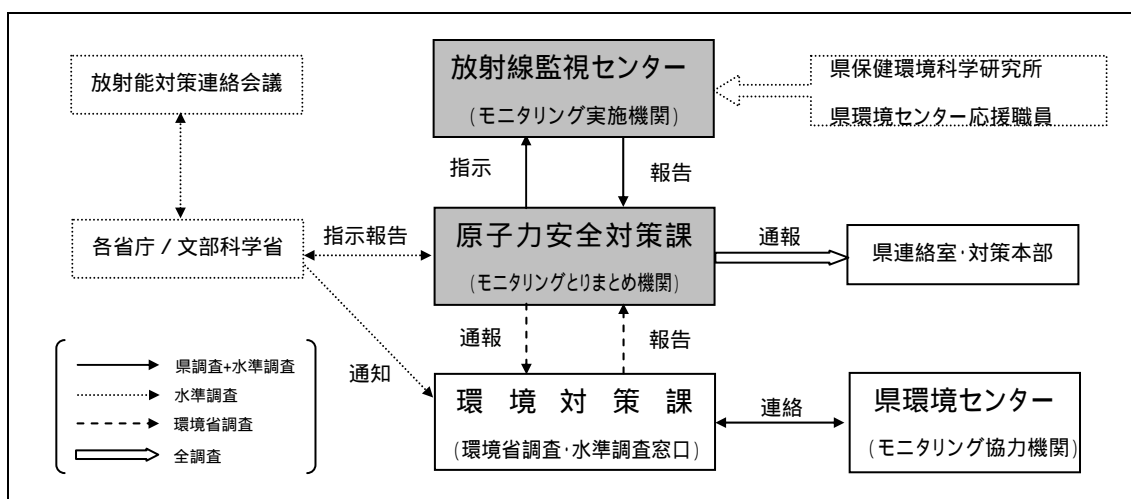 放射能対策連絡会議
放射線監視センター
(モニタリング実施機関)
県保健環境科学研究所
県環境センター応援職員
指示
報告
各省庁/文部科学省
指示報告
原子力安全対策課
(モニタリングとりまとめ機関)
通報
県連絡室・対策本部
通報
報告
通知
環境対策課
(環境省調査・水準調査窓口)
連絡
県環境センター
(モニタリング協力機関)
県調査+水準調査
水準調査
環境省調査
全調査